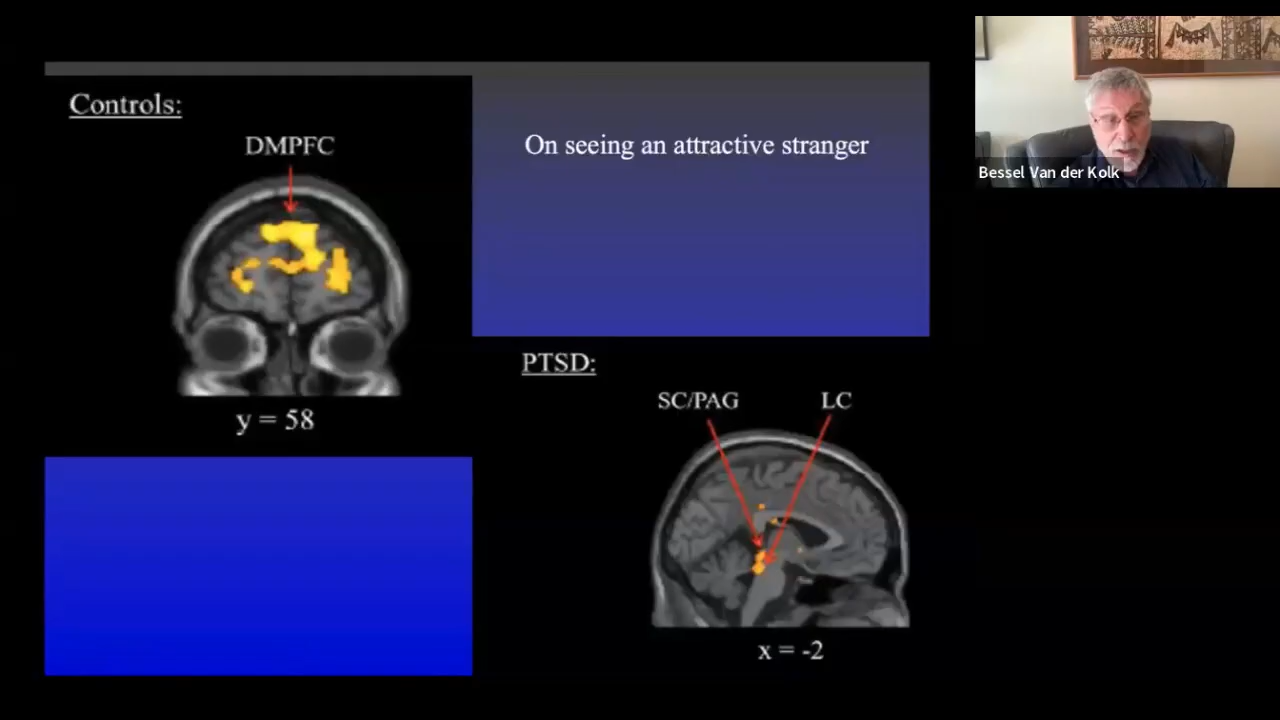 Controls:
DMPFC
y = 58
On seeing an attractive stranger
Bessel Van der Kolk
PTSD:
SC/PAG
LC
x = -2